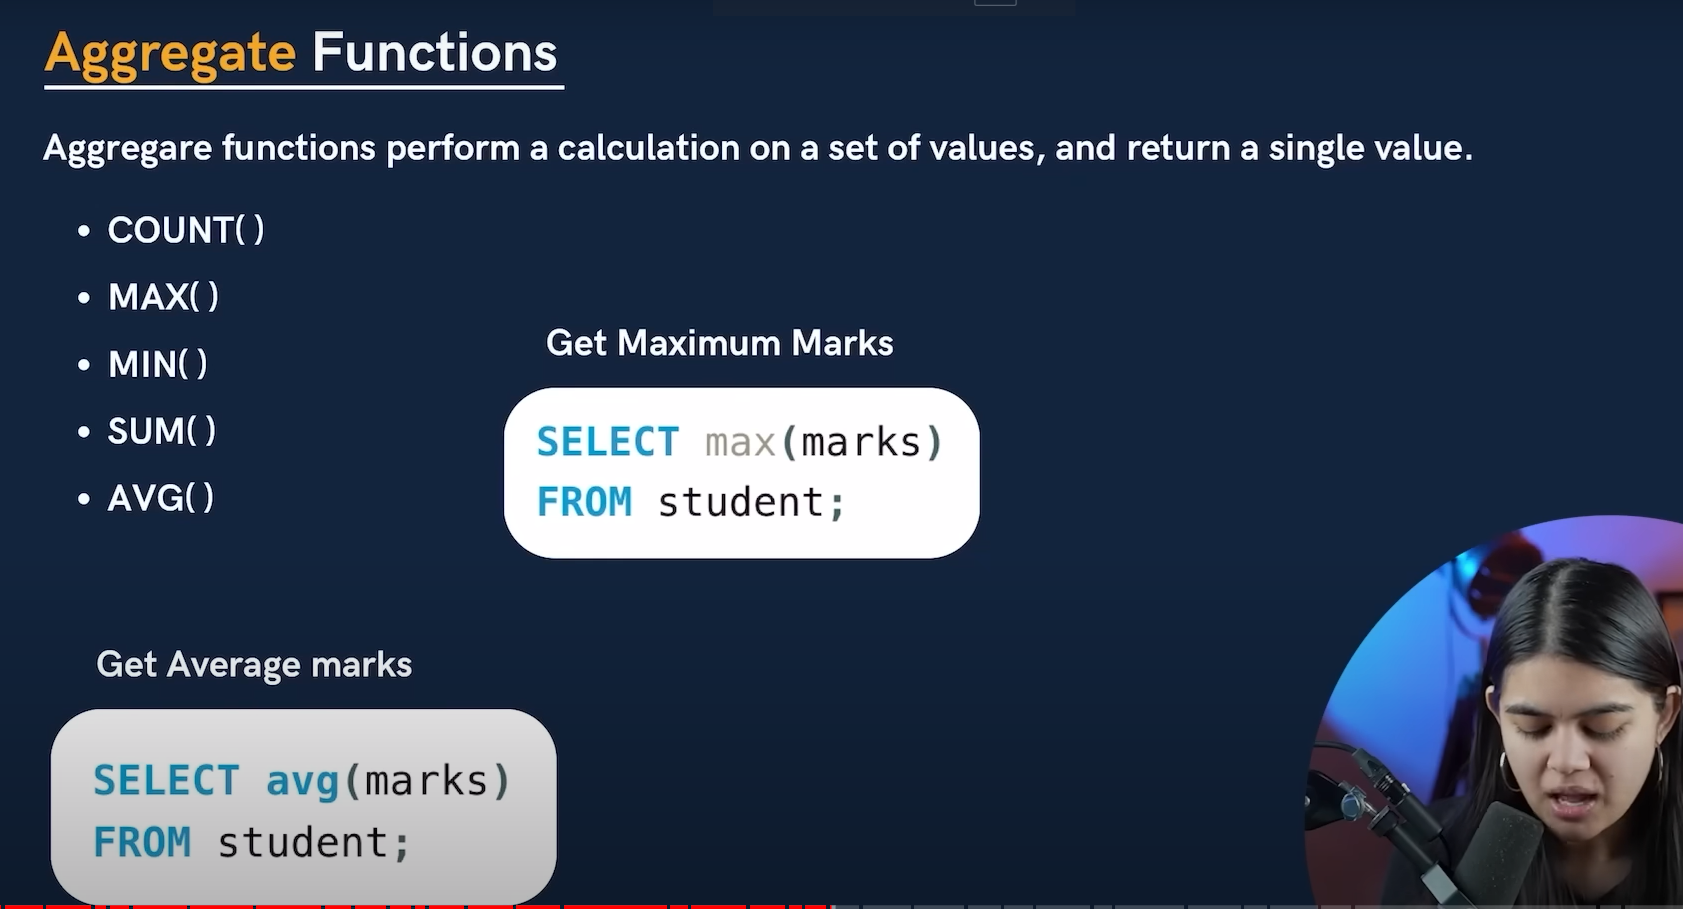 Aggregate Functions
Aggregare functions perform a calculation on a set of values, and return a single value.
• COUNT( )
• MAX( )
• MIN( )
• SUM( )
• AVG( )
Get Maximum Marks
SELECT max(marks)
FROM student;
Get Average marks
SELECT avg(marks)
FROM student;